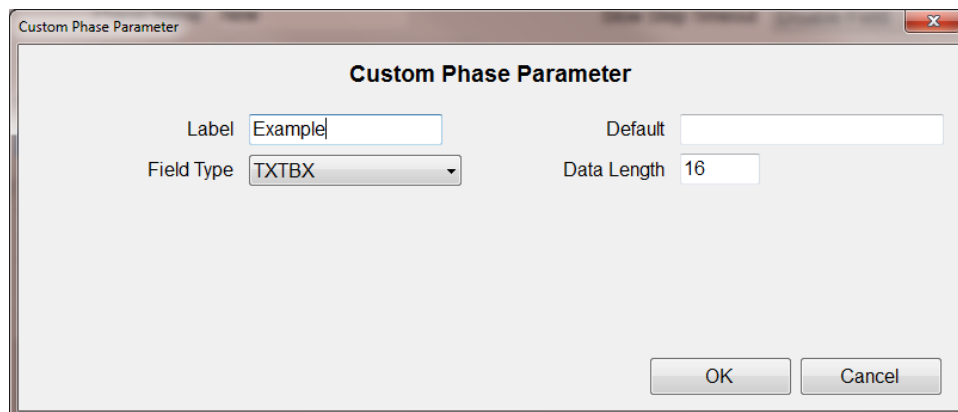 Custom Phase Parameter
Custom Phase Parameter
Label Example Default
Field Type TXTBX Data Length 16
OK Cancel